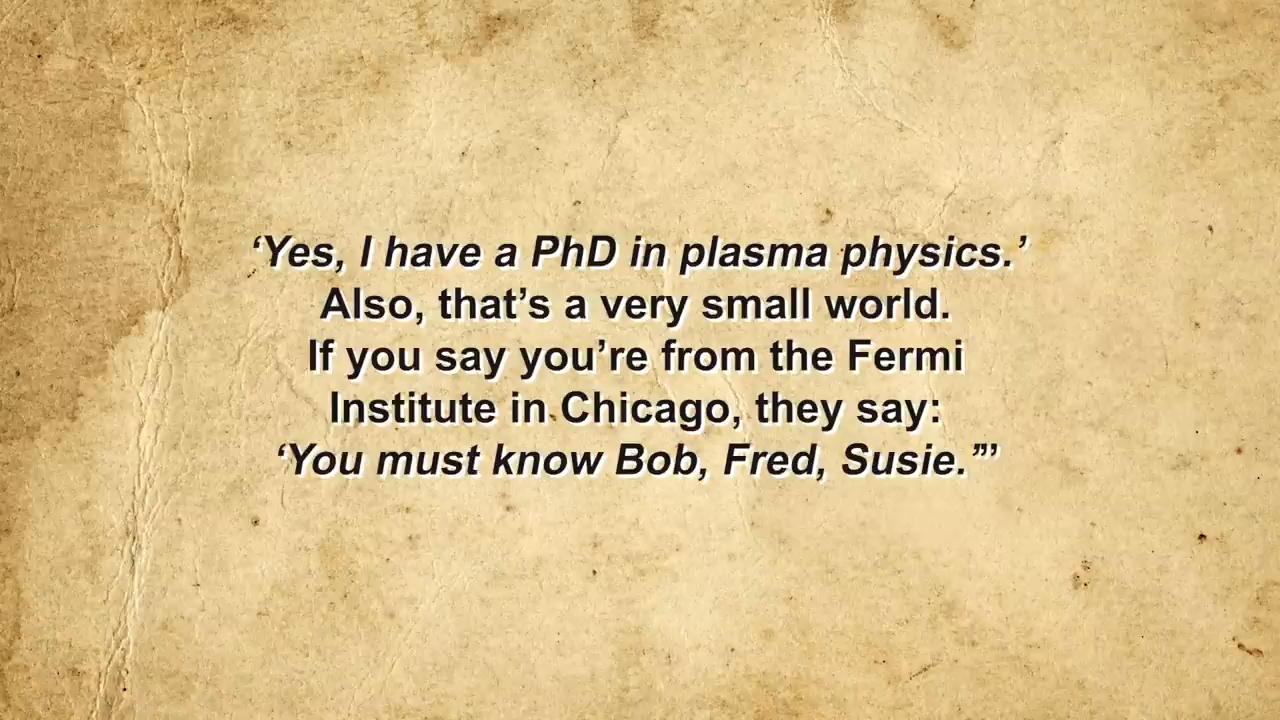 ‘Yes, I have a PhD in plasma physics.’
Also, that’s a very small world.
If you say you’re from the Fermi
Institute in Chicago, they say:
‘You must know Bob, Fred, Susie.’”